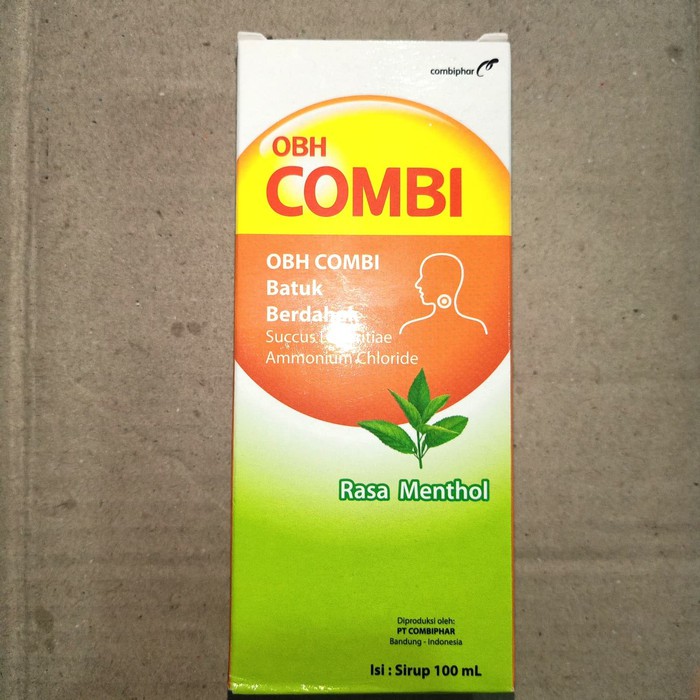 combiphar
OBH
COMBI
OBH COMBI
Batuk
Berdahak
Succus
Ammonium Chloride
Rasa Menthol
Diproduksi oleh:
PT COMBIPHAR
Bandung - Indonesia
Isi : Sirup 100 mL